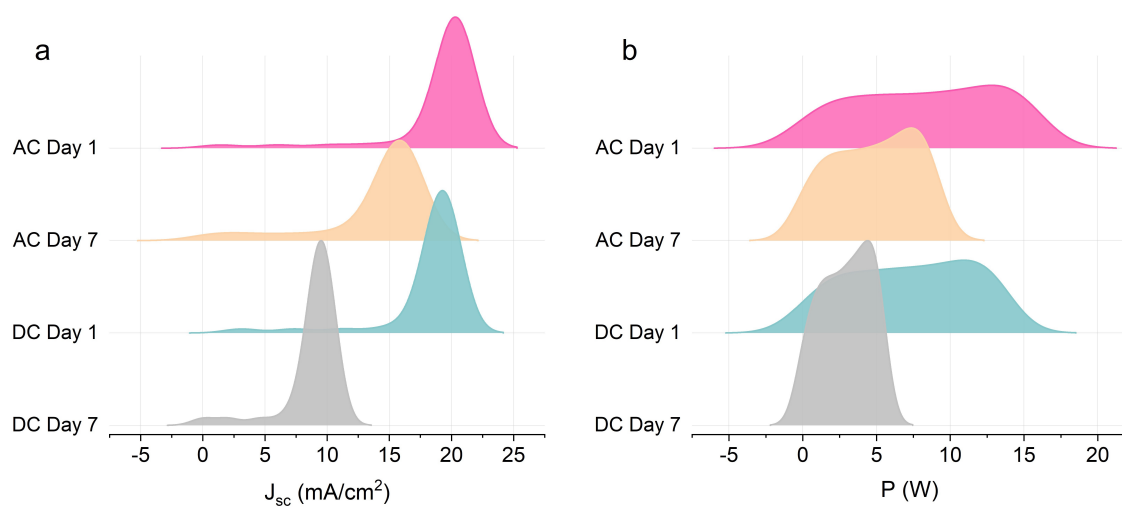 a
AC Day 1
AC Day 7
DC Day 1
DC Day 7
-5 0 5 10 15 20 25
J_sc (mA/cm²)
b
AC Day 1
AC Day 7
DC Day 1
DC Day 7
-5 0 5 10 15 20
P (W)